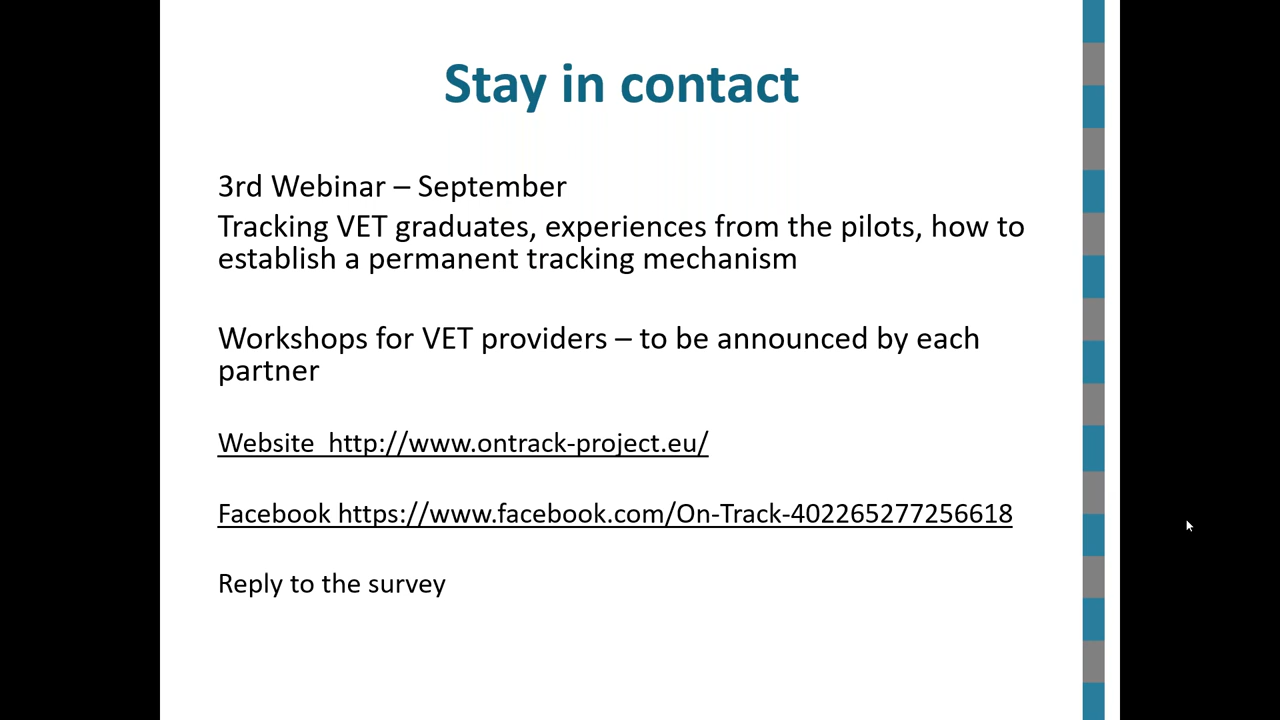 Stay in contact
3rd Webinar – September
Tracking VET graduates, experiences from the pilots, how to
establish a permanent tracking mechanism
Workshops for VET providers – to be announced by each
partner
Website  http://www.ontrack-project.eu/
Facebook https://www.facebook.com/On-Track-402265277256618
Reply to the survey